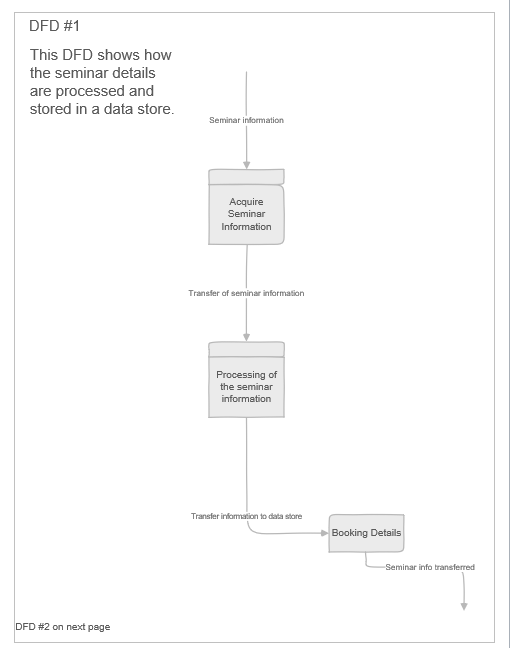 DFD #1
This DFD shows how
the seminar details
are processed and
stored in a data store.
Seminar information
Acquire
Seminar
Information
Transfer of seminar information
Processing of
the seminar
information
Transfer information to data store
Booking Details
Seminar info transferred
DFD #2 on next page